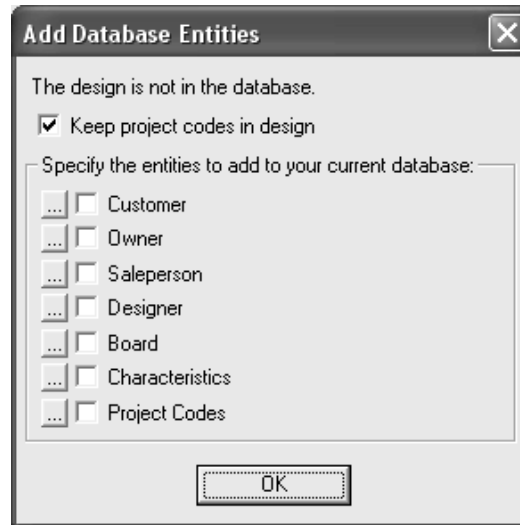 Add Database Entities
The design is not in the database.
Keep project codes in design
Specify the entities to add to your current database:
... Customer
... Owner
... Saleperson
... Designer
... Board
... Characteristics
... Project Codes
OK